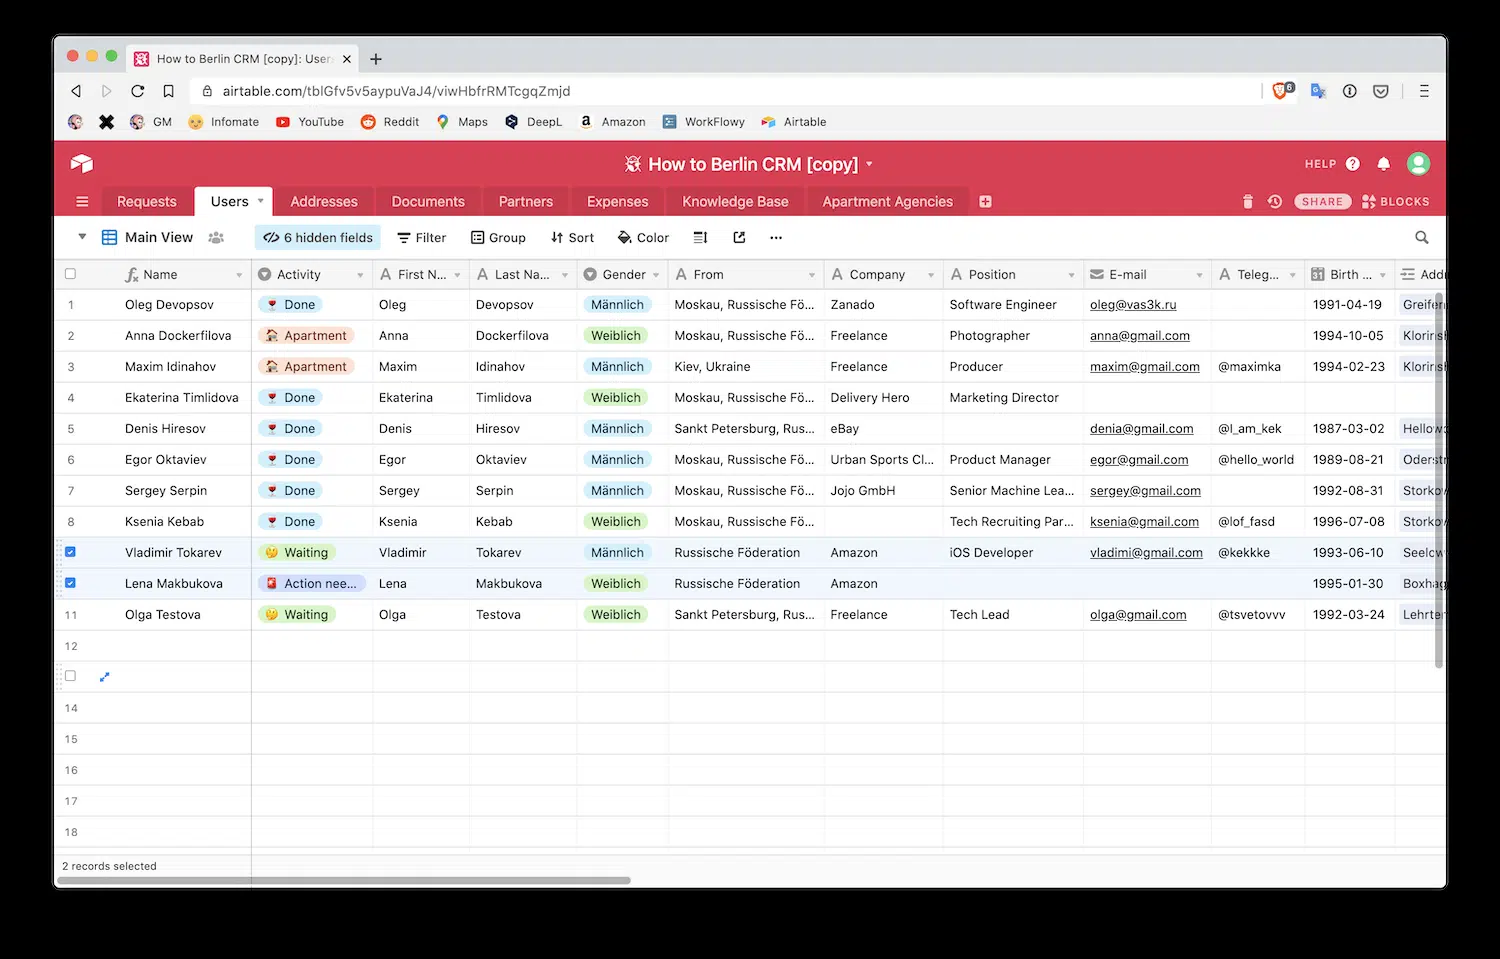 How to Berlin CRM [copy]: User
airtable.com/tblGfv5v5aypuVaJ4/viwHbfrRMTcgqZmjd
6
GM Infomate YouTube Reddit Maps DeepL Amazon WorkFlowy Airtable
How to Berlin CRM [copy]
HELP
Requests Users Addresses Documents Partners Expenses Knowledge Base Apartment Agencies
SHARE BLOCKS
Main View 6 hidden fields Filter Group Sort Color
Name Activity First N... Last Na... Gender From Company Position E-mail Teleg... Birth ... Addr
1 Oleg Devopsov Done Oleg Devopsov Männlich Moskau, Russische Fö... Zanado Software Engineer oleg@vas3k.ru 1991-04-19 Greifen
2 Anna Dockerfilova Apartment Anna Dockerfilova Weiblich Moskau, Russische Fö... Freelance Photographer anna@gmail.com 1994-10-05
3 Maxim Idinahov Apartment Maxim Idinahov Männlich Kiev, Ukraine Freelance Producer maxim@gmail.com @maximka 1994-02-23
4 Ekaterina Timlidova Done Ekaterina Timlidova Weiblich Moskau, Russische Fö... Delivery Hero Marketing Director
5 Denis Hiresov Done Denis Hiresov Männlich Sankt Petersburg, Rus... eBay denia@gmail.com @I_am_kek 1987-03-02
6 Egor Oktaviev Done Egor Oktaviev Männlich Moskau, Russische Fö... Urban Sports Cl... Product Manager egor@gmail.com @hello_world 1989-08-21
7 Sergey Serpin Done Sergey Serpin Männlich Moskau, Russische Fö... Jojo GmbH Senior Machine Lea... sergey@gmail.com 1992-08-31
8 Ksenia Kebab Done Ksenia Kebab Weiblich Moskau, Russische Fö... Tech Recruiting Par... ksenia@gmail.com @lof_fasd 1996-07-08
Vladimir Tokarev Waiting Vladimir Tokarev Männlich Russische Föderation Amazon iOS Developer vladimi@gmail.com @kekkke 1993-06-10
Lena Makbukova Action nee... Lena Makbukova Weiblich Russische Föderation Amazon 1995-01-30
11 Olga Testova Waiting Olga Testova Weiblich Sankt Petersburg, Rus... Freelance Tech Lead olga@gmail.com @tsvetovvv 1992-03-24
12
14
15
16
17
18
2 records selected